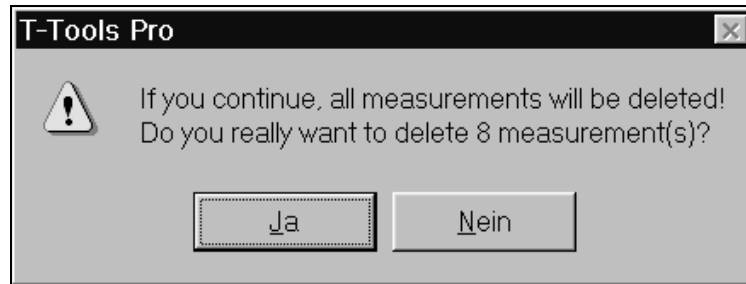 T-Tools Pro
If you continue, all measurements will be deleted!
Do you really want to delete 8 measurement(s)?
Ja
Nein